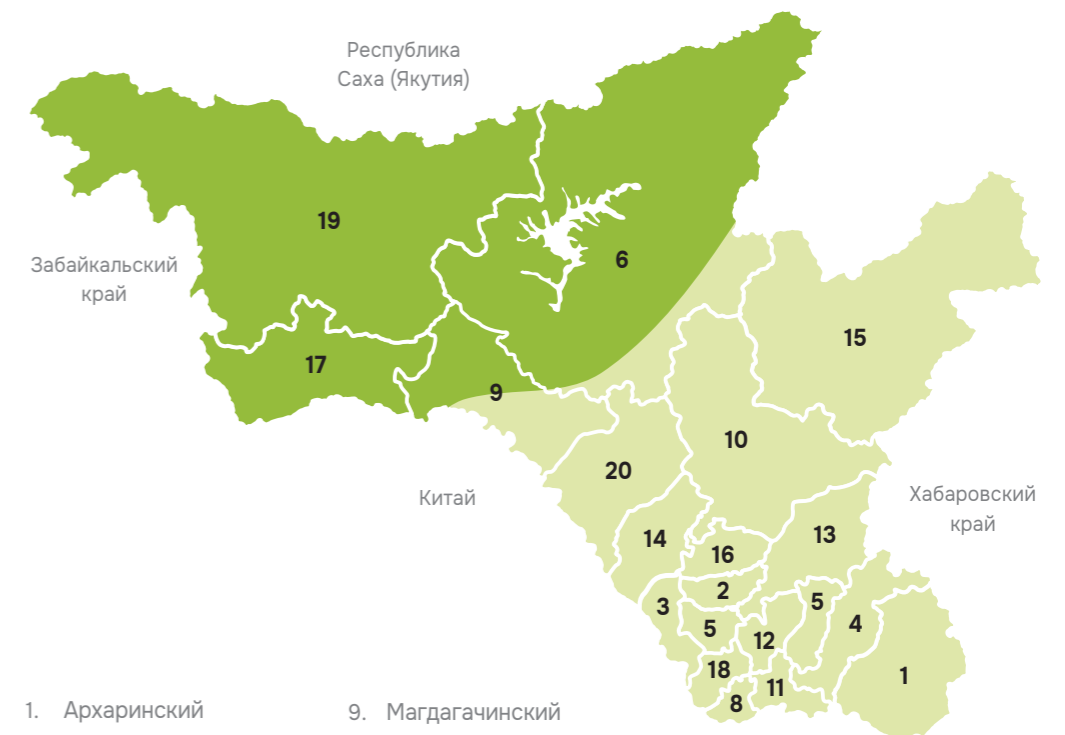 Республика
Саха (Якутия)
19
6
Забайкальский
край
15
17
9
10
20
Китай
Хабаровский
край
14
13
16
2
3
5
5
4
12
18
1
11
8
1. Архаринский
9. Магдагачинский